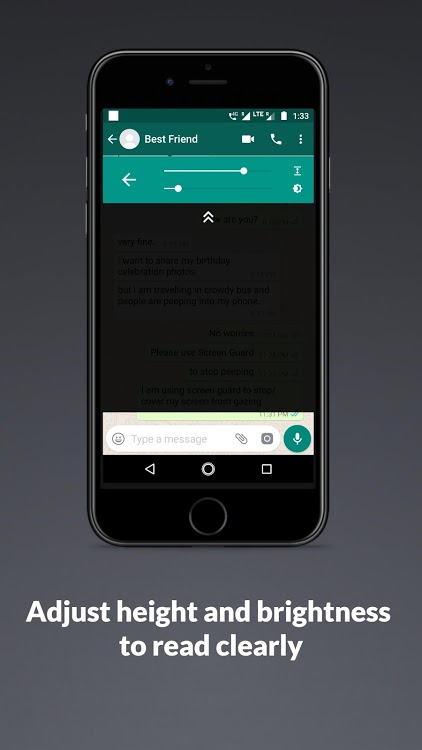 4G R LTE R 1:33
Best Friend
are you?
very fine.
i want to share my birthday
celebration photos.
but i am travelling in crowdy bus and
people are peeping into my phone.
No worries
Please use Screen Guard
to stop peeping
I am using screen guard to stop/
cover my screen from gazing
11:31 PM
Type a message
Adjust height and brightness
to read clearly